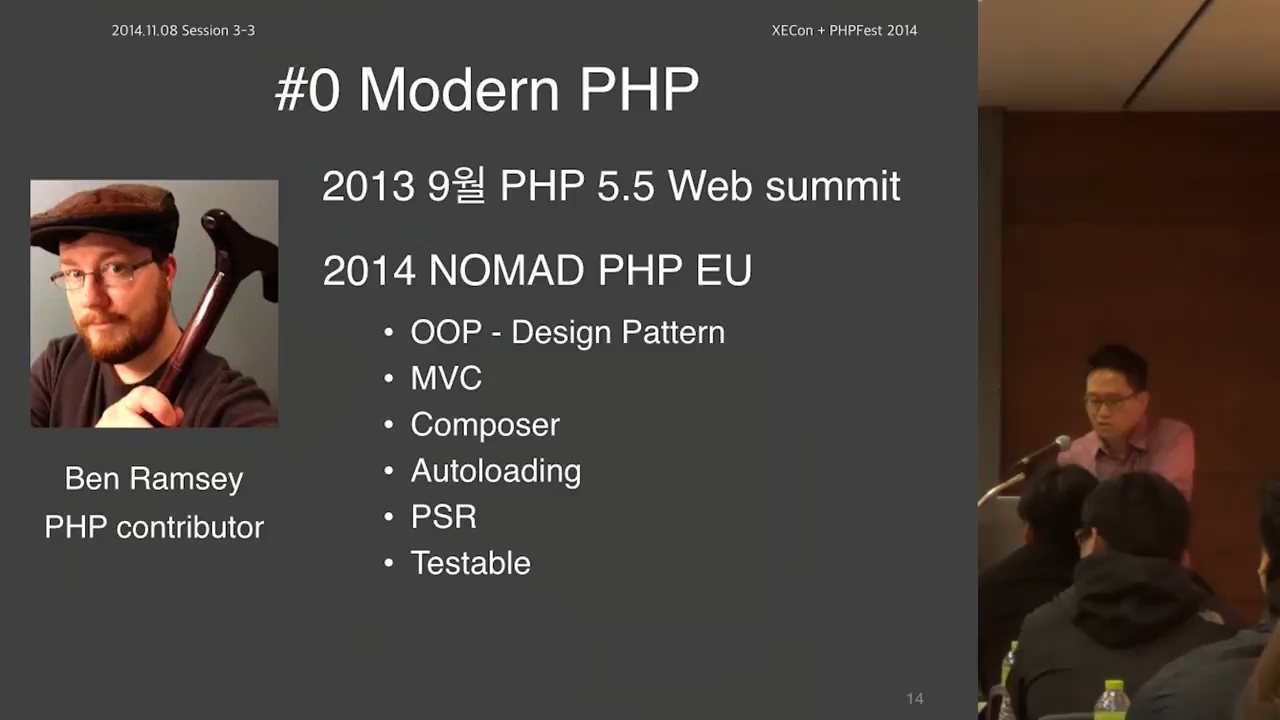 2014.11.08 Session 3-3
XECon + PHPFest 2014
#0 Modern PHP
2013 9월 PHP 5.5 Web summit
2014 NOMAD PHP EU
• OOP - Design Pattern
• MVC
• Composer
• Autoloading
• PSR
• Testable
Ben Ramsey
PHP contributor
14